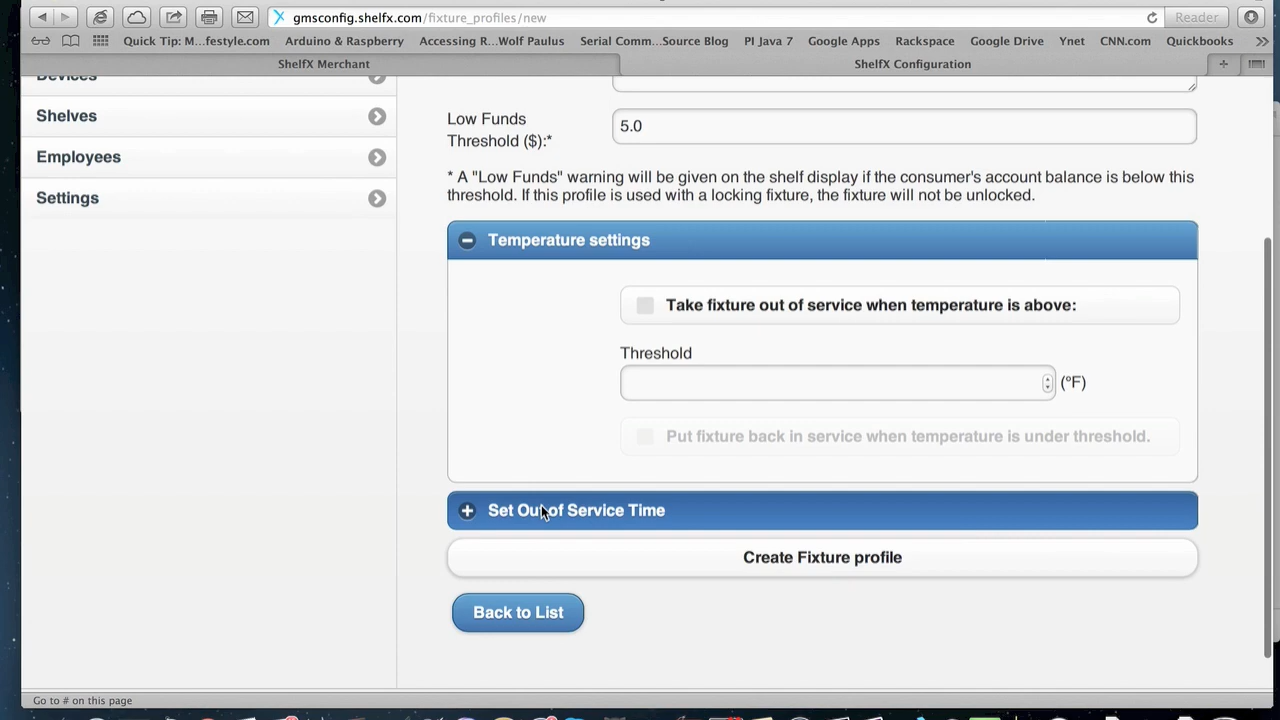 gmsconfig.shelfx.com/fixture_profiles/new
Reader
Quick Tip: M...festyle.com
Arduino & Raspberry
Accessing R...Wolf Paulus
Serial Comm...Source Blog
PI Java 7
Google Apps
Rackspace
Google Drive
Ynet
CNN.com
Quickbooks
ShelfX Merchant
ShelfX Configuration
Devices
Shelves
Employees
Settings
Low Funds
Threshold ($):*
5.0
* A "Low Funds" warning will be given on the shelf display if the consumer's account balance is below this
threshold. If this profile is used with a locking fixture, the fixture will not be unlocked.
Temperature settings
Take fixture out of service when temperature is above:
Threshold
(°F)
Put fixture back in service when temperature is under threshold.
Set Out of Service Time
Create Fixture profile
Back to List
Go to # on this page